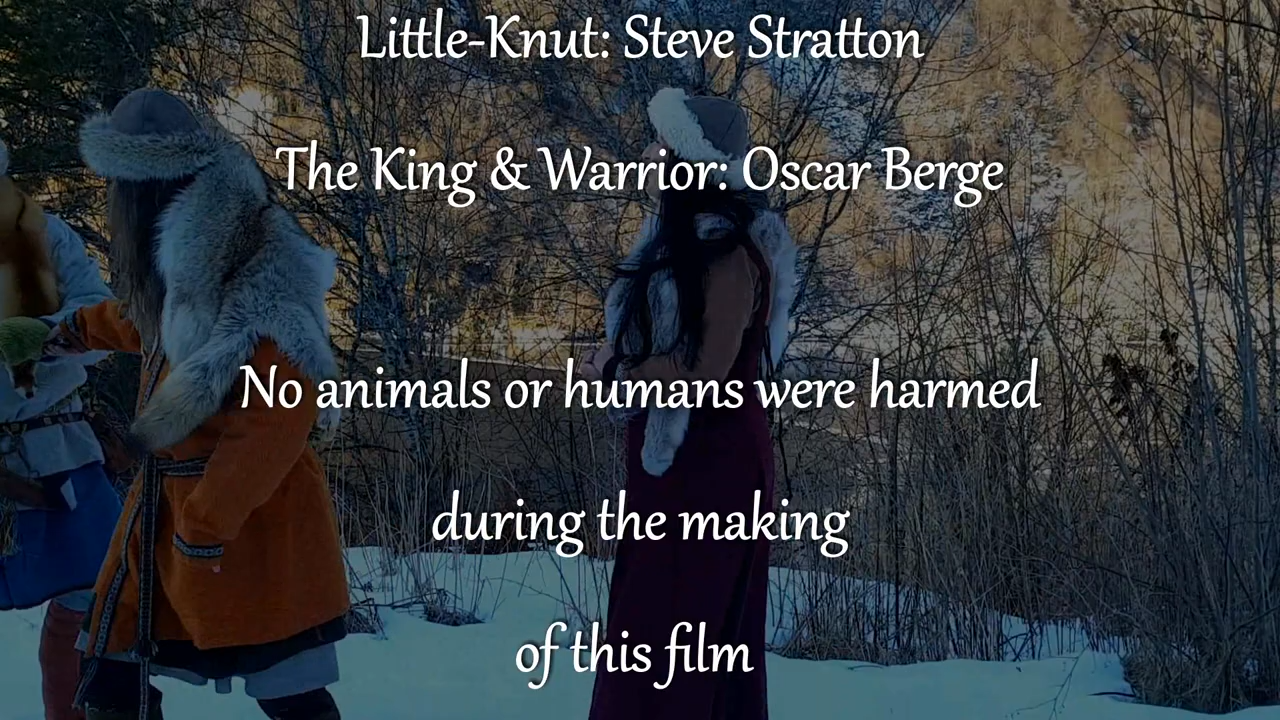 Little-Knut: Steve Stratton
The King & Warrior: Oscar Berge
No animals or humans were harmed
during the making
of this film